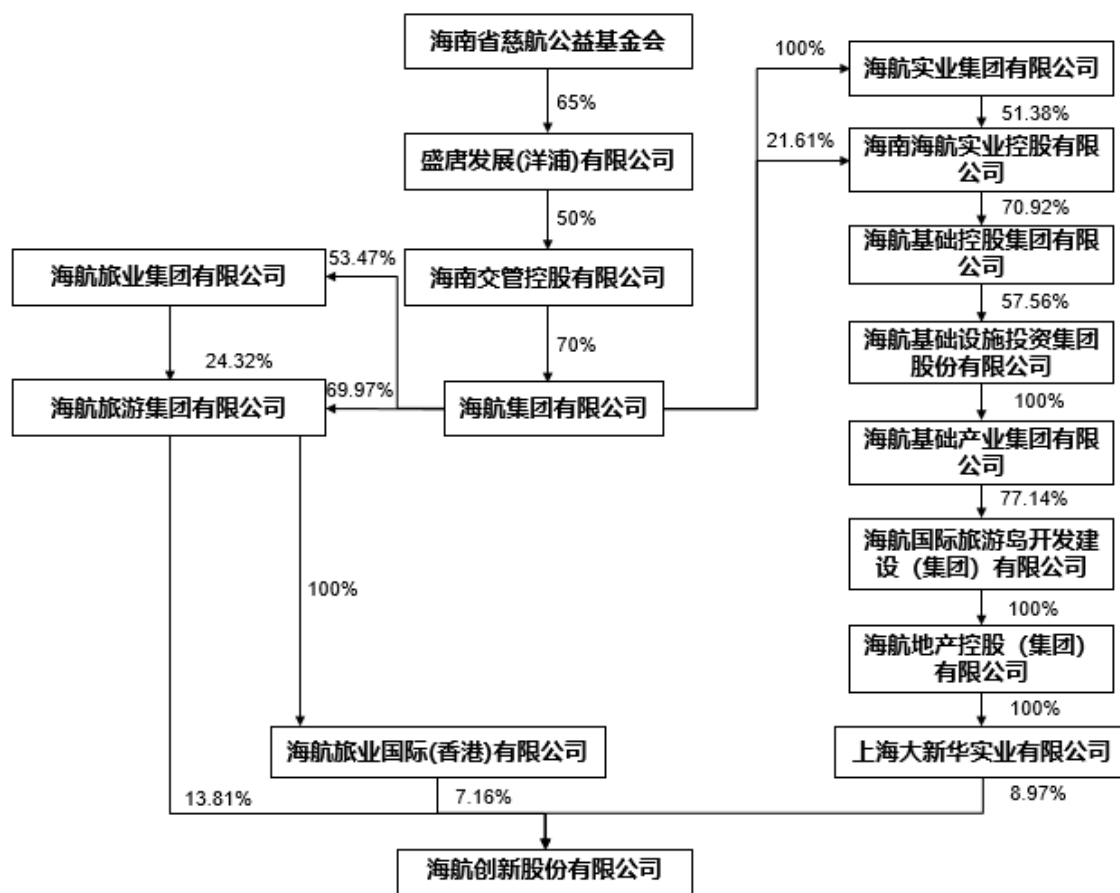 海南省慈航公益基金会
65%
盛唐发展(洋浦)有限公司
50%
海南交管控股有限公司
70%
海航集团有限公司
53.47%
海航旅业集团有限公司
24.32%
69.97%
海航旅游集团有限公司
100%
海航旅业国际(香港)有限公司
13.81%
7.16%
100%
海航实业集团有限公司
51.38%
21.61%
海南海航实业控股有限
公司
70.92%
海航基础控股集团有限
公司
57.56%
海航基础设施投资集团
股份有限公司
100%
海航基础产业集团有限
公司
77.14%
海航国际旅游岛开发建
设（集团）有限公司
100%
海航地产控股（集团）
有限公司
100%
上海大新华实业有限公司
8.97%
海航创新股份有限公司